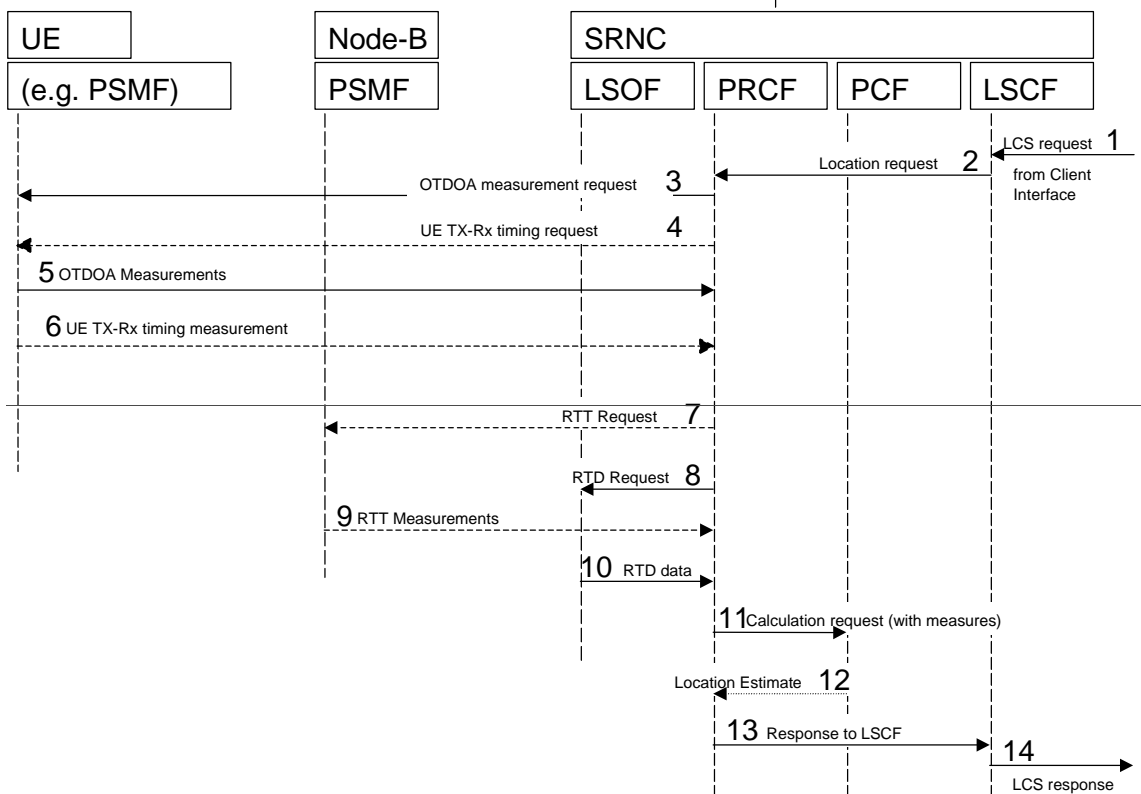 UE
Node-B
SRNC
(e.g. PSMF)
PSMF
LSOF
PRCF
PCF
LSCF
LCS request 1
from Client
Interface
Location request 2
OTDOA measurement request 3
UE TX-Rx timing request 4
5 OTDOA Measurements
6 UE TX-Rx timing measurement
RTT Request 7
RTD Request 8
9 RTT Measurements
10 RTD data
11 Calculation request (with measures)
Location Estimate 12
13 Response to LSCF
14
LCS response